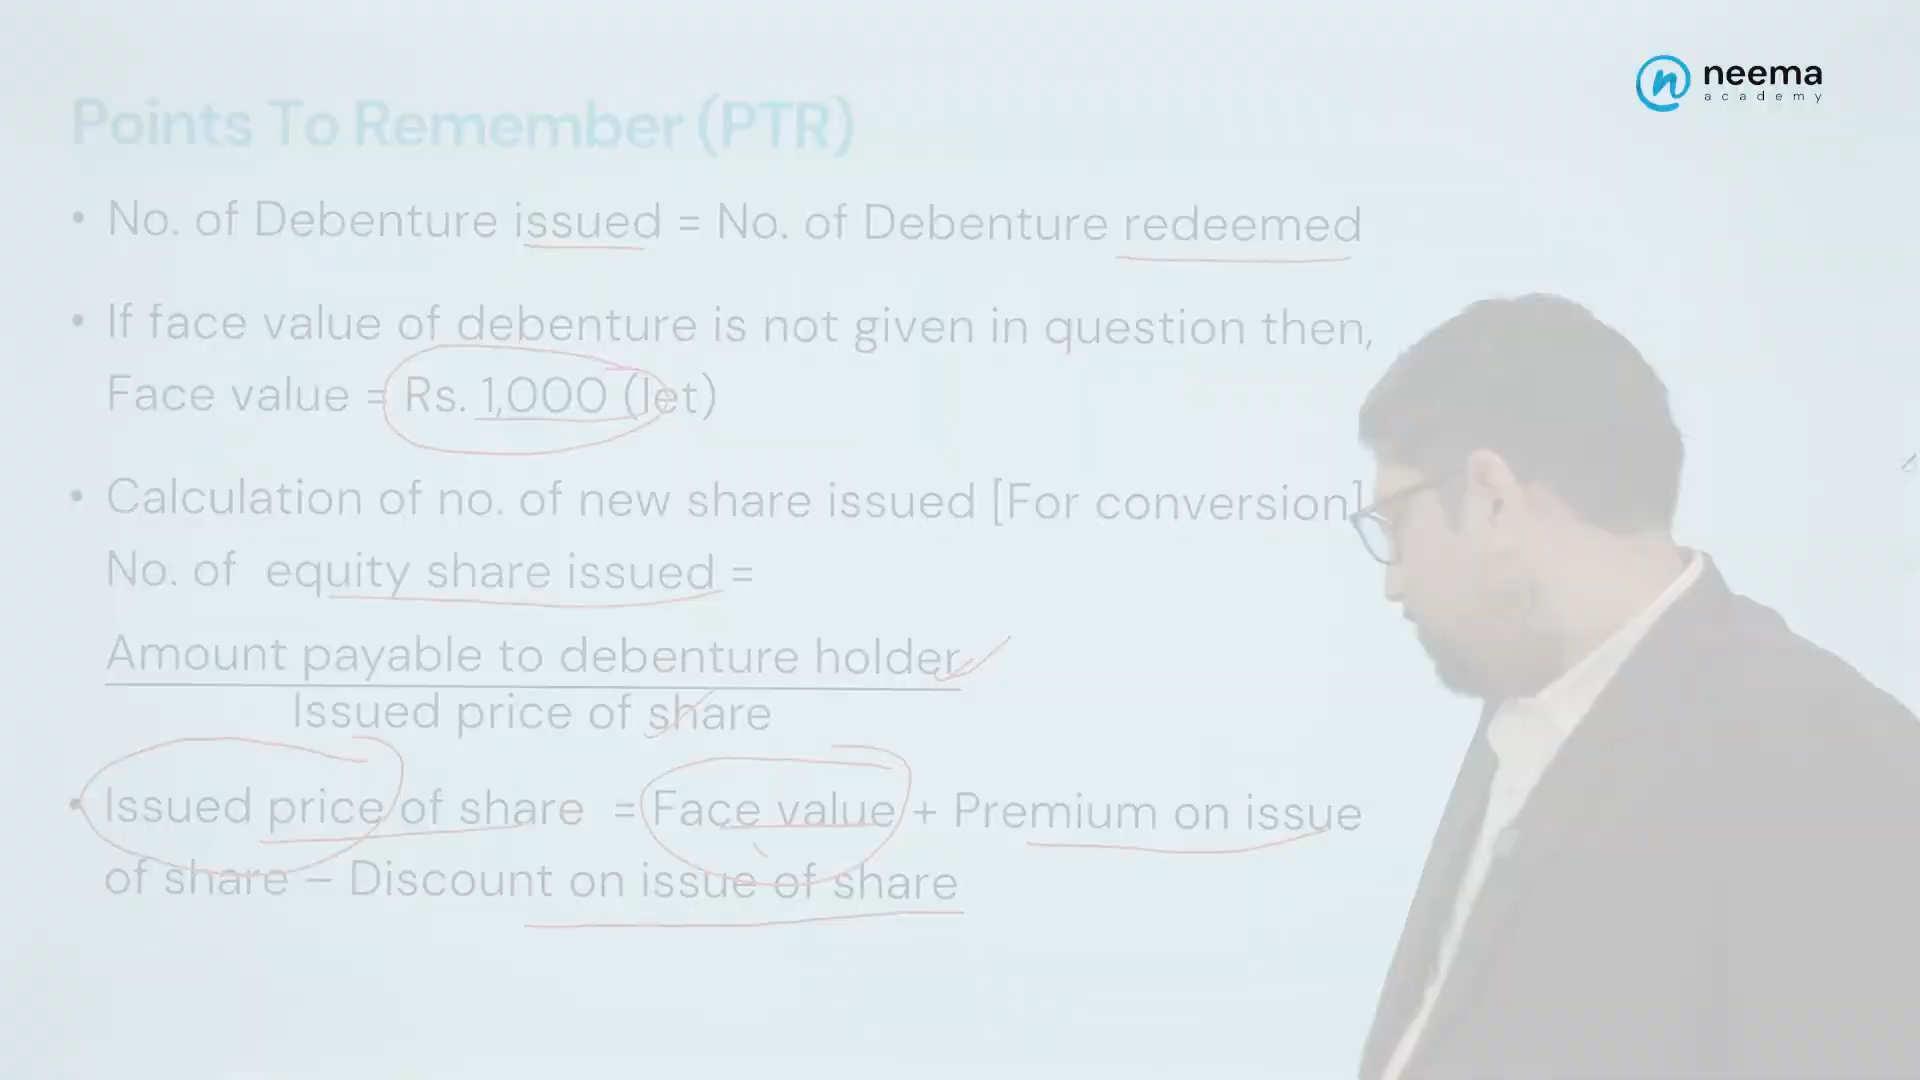 neema
academy
Points To Remember (PTR)
• No. of Debenture issued = No. of Debenture redeemed
• If face value of debenture is not given in question then,
Face value = Rs. 1,000 (let)
• Calculation of no. of new share issued [For conversion]
No. of equity share issued =
Amount payable to debenture holder
Issued price of share
• Issued price of share = Face value + Premium on issue
of share – Discount on issue of share